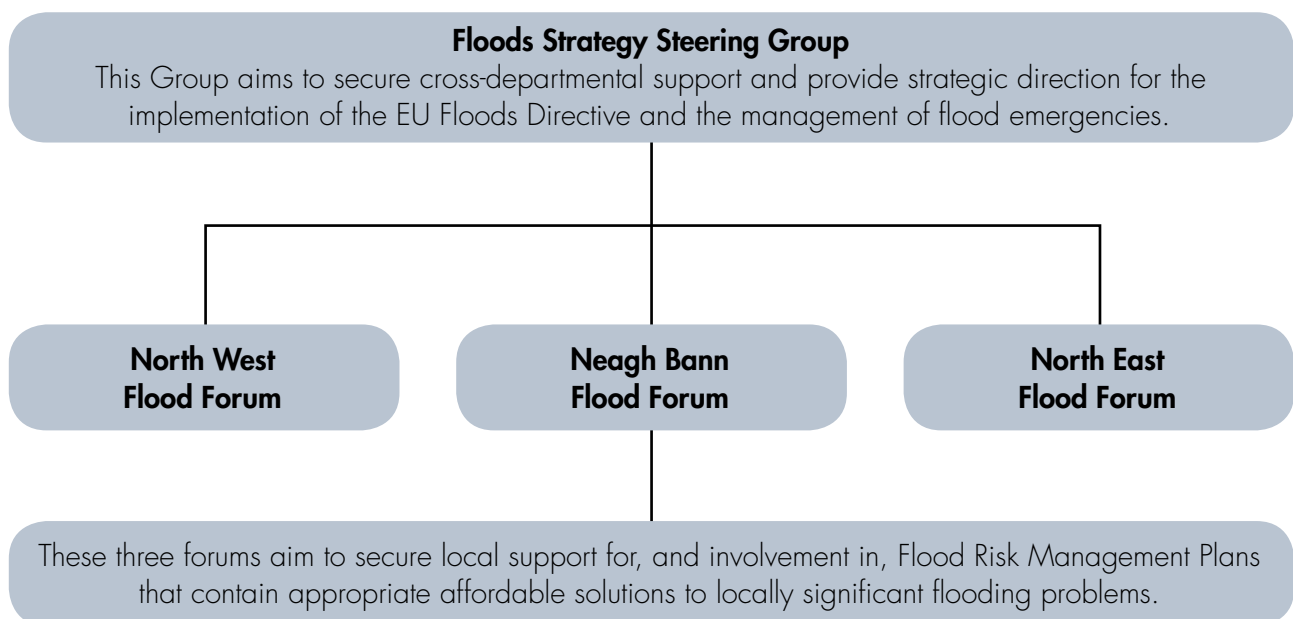 Floods Strategy Steering Group
This Group aims to secure cross-departmental support and provide strategic direction for the
implementation of the EU Floods Directive and the management of flood emergencies.
North West
Flood Forum
Neagh Bann
Flood Forum
North East
Flood Forum
These three forums aim to secure local support for, and involvement in, Flood Risk Management Plans
that contain appropriate affordable solutions to locally significant flooding problems.